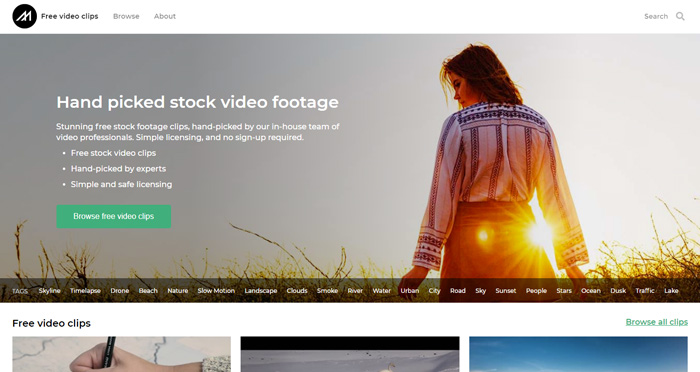 Free video clips Browse About Search
Hand picked stock video footage
Stunning free stock footage clips, hand-picked by our in-house team of
video professionals. Simple licensing, and no sign-up required.
• Free stock video clips
• Hand-picked by experts
• Simple and safe licensing
Browse free video clips
TAGS Skyline Timelapse Drone Beach Nature Slow Motion Landscape Clouds Smoke River Water Urban City Road Sky Sunset People Stars Ocean Dusk Traffic Lake
Free video clips Browse all clips